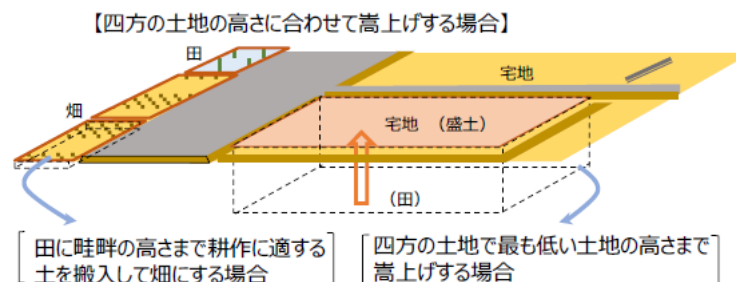 【四方の土地の高さに合わせて嵩上げする場合】
田
宅地
畑
宅地 （盛土）
（田）
田に畦畔の高さまで耕作に適する
土を搬入して畑にする場合
四方の土地で最も低い土地の高さまで
嵩上げする場合